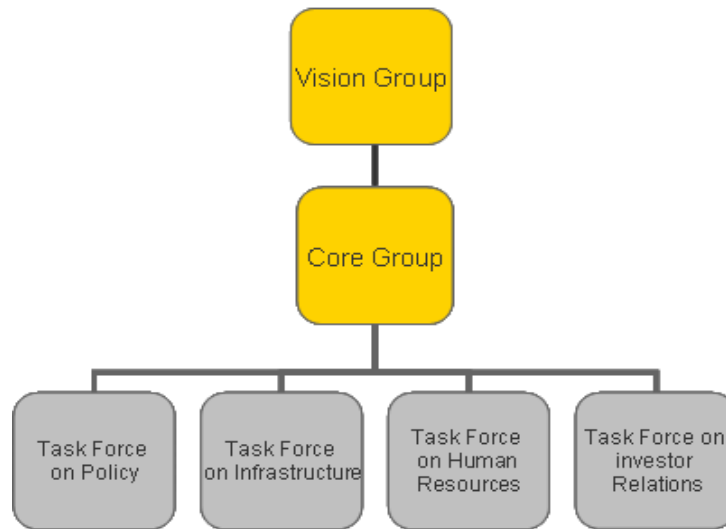 Vision Group
Core Group
Task Force
on Policy
Task Force
on Infrastructure
Task Force
on Human
Resources
Task Force on
investor
Relations